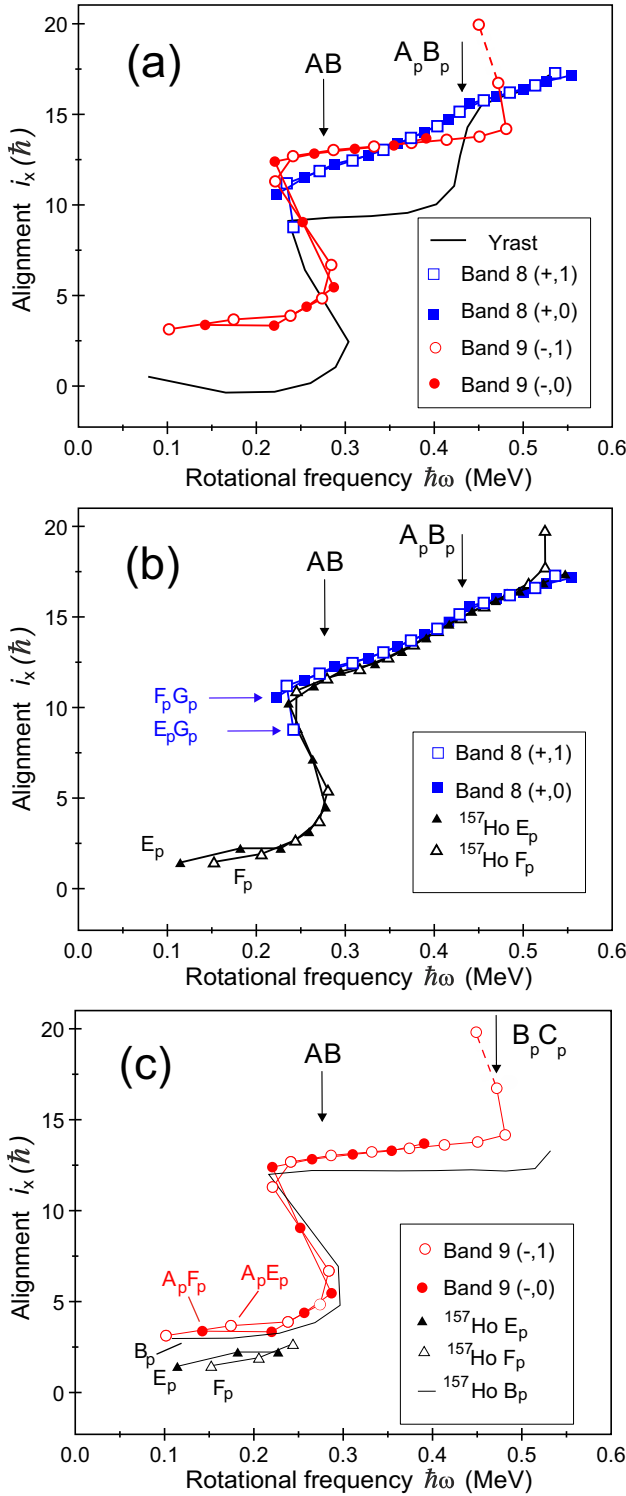 (a)
AB
ApBp
Alignment ix(ℏ)
20
15
10
5
0
Yrast
Band 8 (+,1)
Band 8 (+,0)
Band 9 (-,1)
Band 9 (-,0)
0.0 0.1 0.2 0.3 0.4 0.5 0.6
Rotational frequency ℏω (MeV)
(b)
AB
ApBp
Alignment ix(ℏ)
20
15
10
5
0
FpGp
EpGp
Ep
Fp
Band 8 (+,1)
Band 8 (+,0)
157Ho Ep
157Ho Fp
0.0 0.1 0.2 0.3 0.4 0.5 0.6
Rotational frequency ℏω (MeV)
(c)
AB
BpCp
Alignment ix(ℏ)
20
15
10
5
0
ApFp
ApEp
Bp
Ep
Fp
Band 9 (-,1)
Band 9 (-,0)
157Ho Ep
157Ho Fp
157Ho Bp
0.0 0.1 0.2 0.3 0.4 0.5 0.6
Rotational frequency ℏω (MeV)